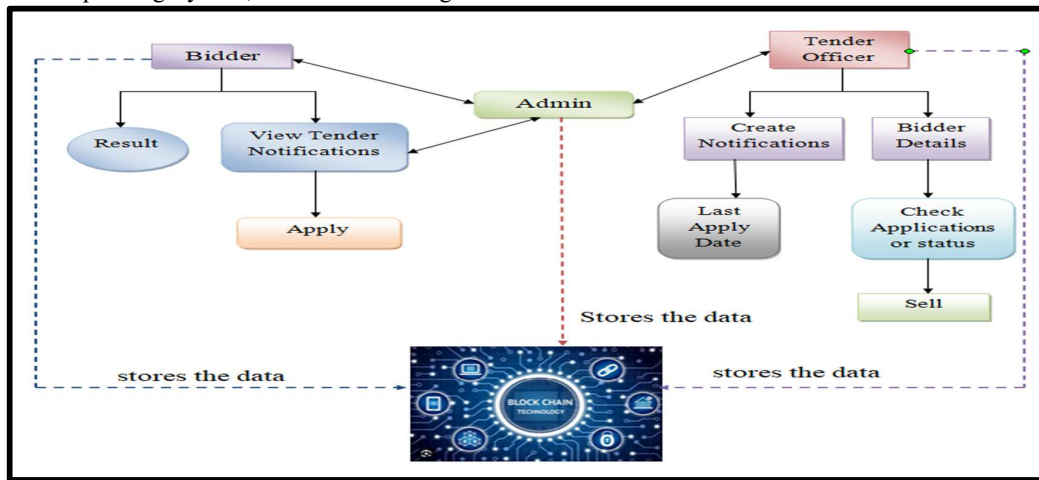 Bidder
Tender
Officer
Admin
Result
View Tender
Notifications
Create
Notifications
Bidder
Details
Apply
Last
Apply
Date
Check
Applications
or status
Sell
Stores the data
stores the data
stores the data
BLOCK CHAIN
TECHNOLOGY